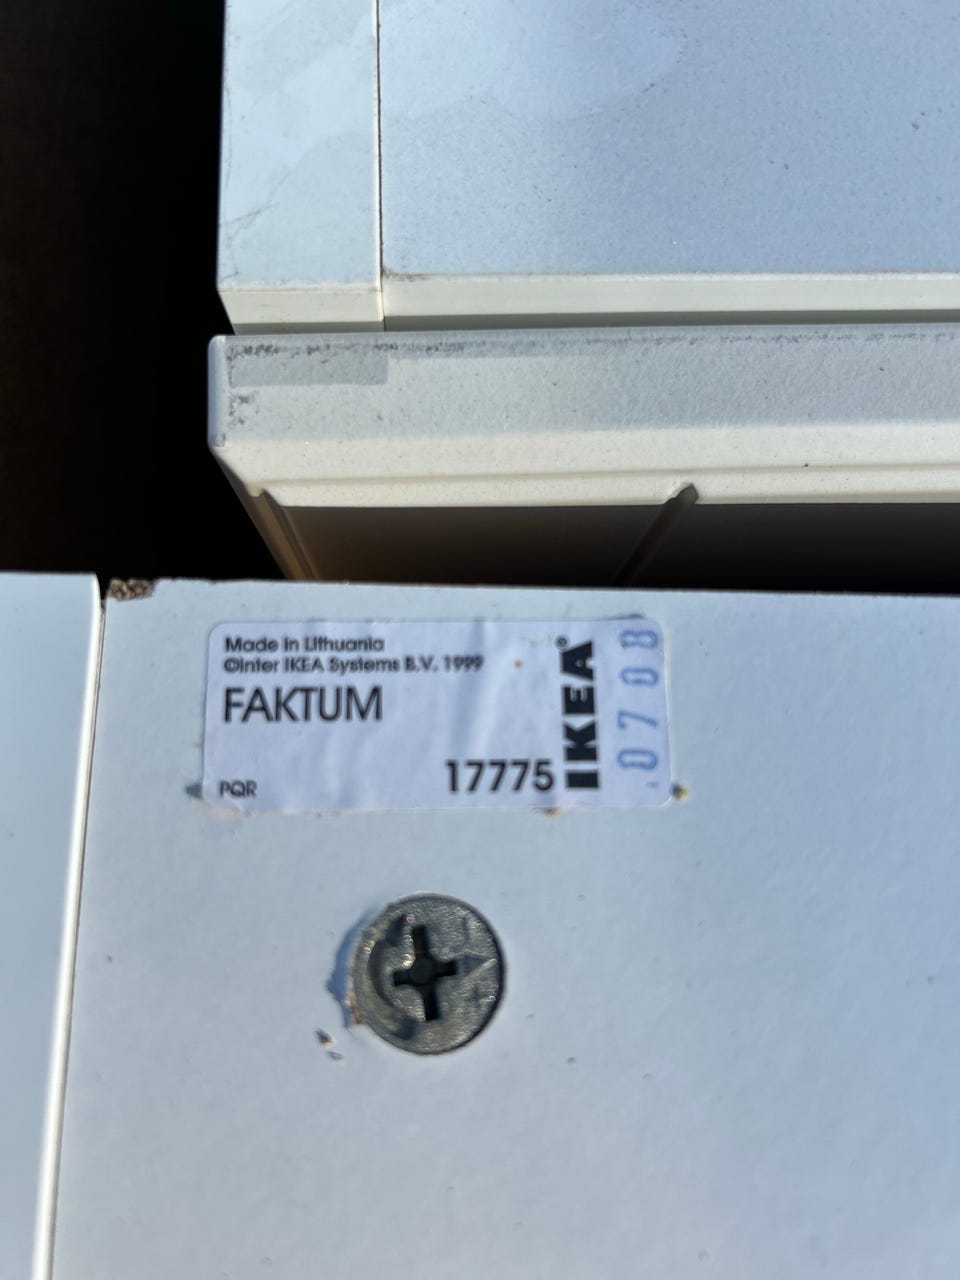 Made in Lithuania
©Inter IKEA Systems B.V. 1999
FAKTUM
PQR
17775
IKEA®
0708